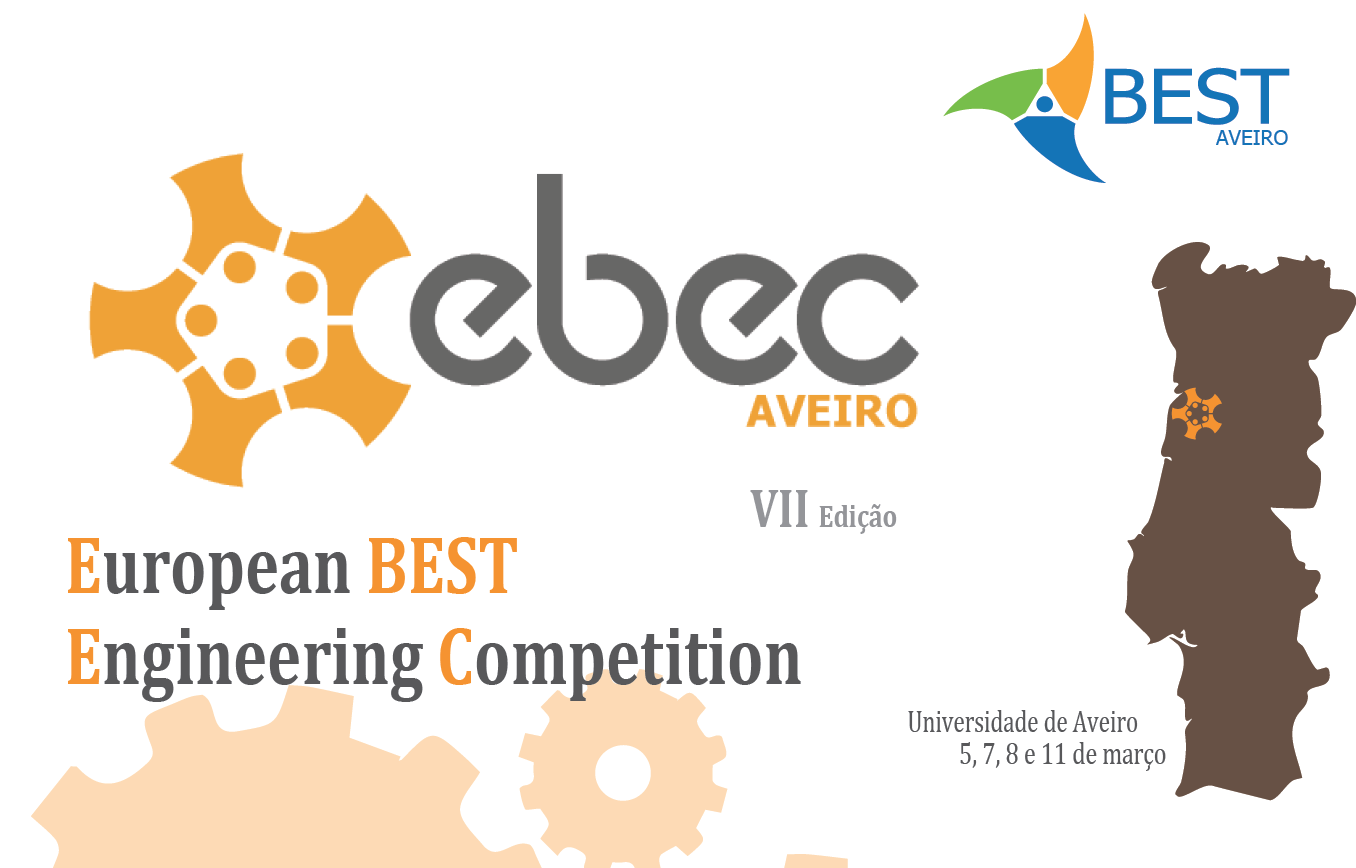 BEST
AVEIRO
ebec
AVEIRO
VII Edição
European BEST
Engineering Competition
Universidade de Aveiro
5, 7, 8 e 11 de março